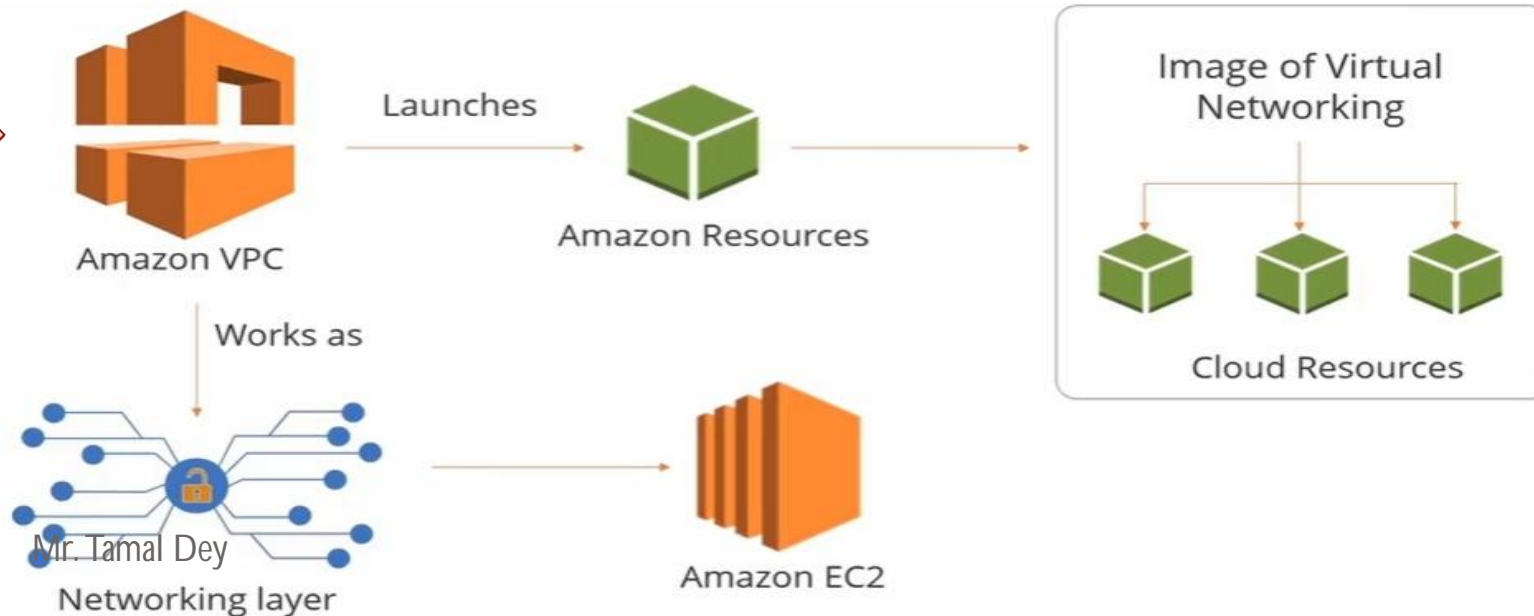 Launches
Amazon VPC
Amazon Resources
Image of Virtual
Networking
Cloud Resources
Works as
Mr. Tamal Dey
Networking layer
Amazon EC2